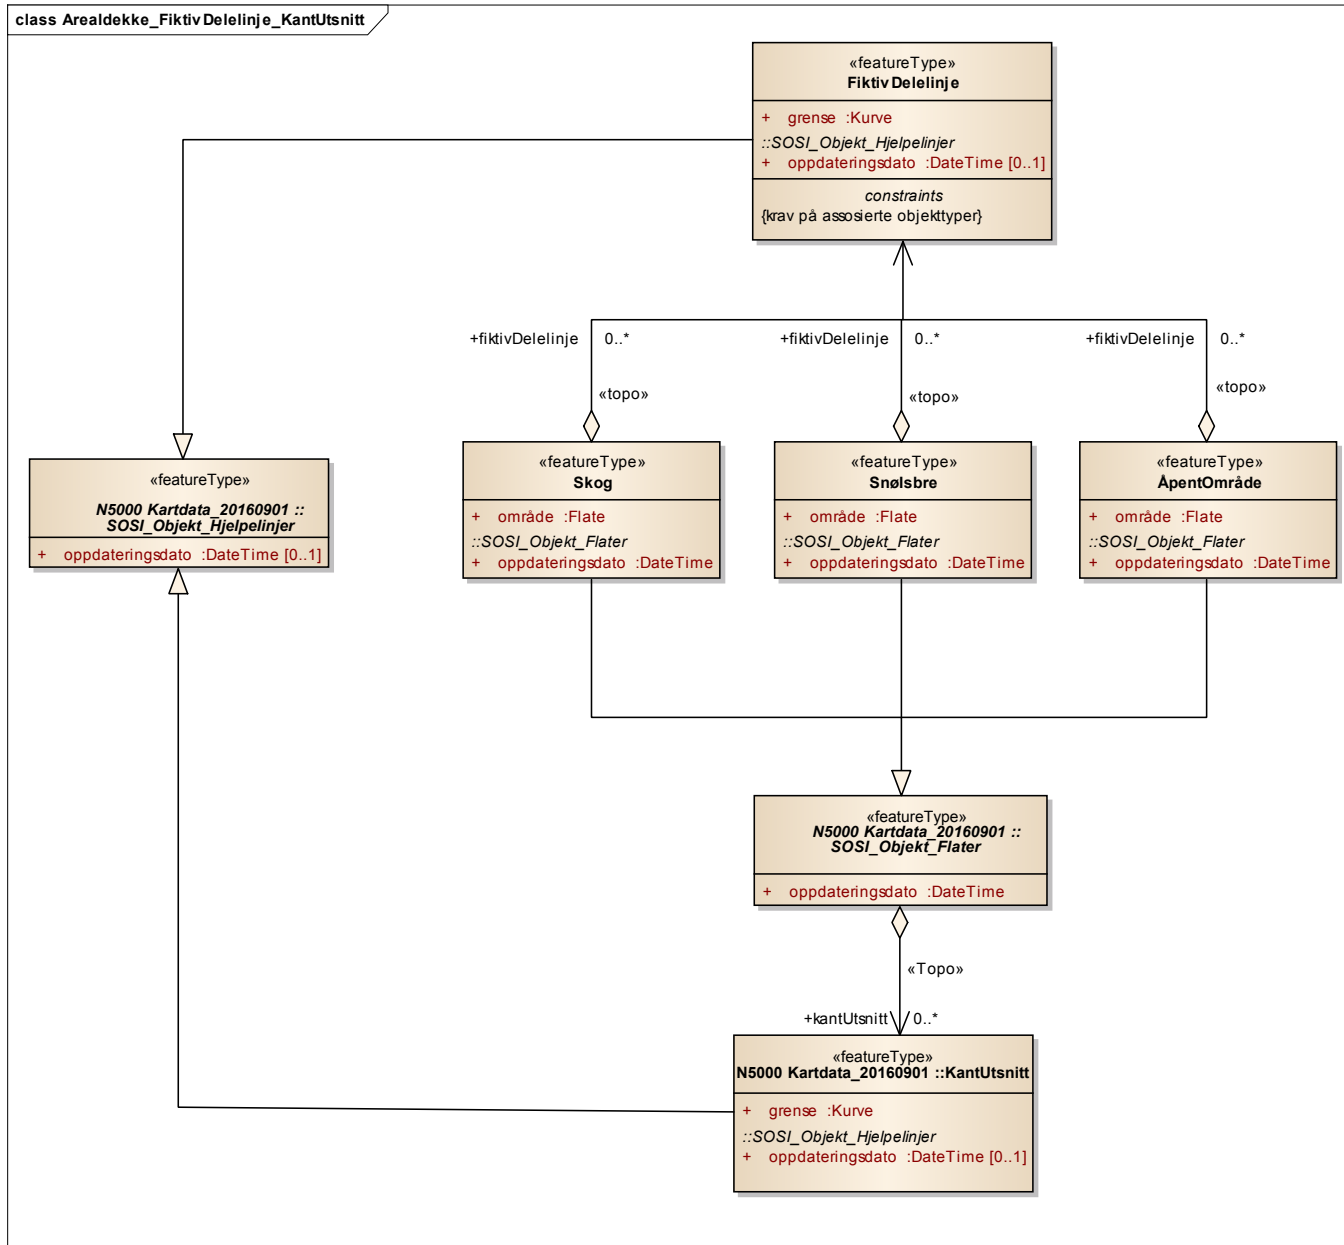 class Arealdekke_FiktivDelelinje_KantUtsnitt
«featureType»
FiktivDelelinje
+ grense :Kurve
::SOSI_Objekt_Hjelpelinjer
+ oppdateringsdato :DateTime [0..1]
constraints
{krav på assosierte objekttyper}
+fiktivDelelinje 0..*
+fiktivDelelinje 0..*
+fiktivDelelinje 0..*
«topo»
«topo»
«topo»
«featureType»
N5000 Kartdata_20160901 ::
SOSI_Objekt_Hjelpelinjer
+ oppdateringsdato :DateTime [0..1]
«featureType»
Skog
+ område :Flate
::SOSI_Objekt_Flater
+ oppdateringsdato :DateTime
«featureType»
SnøIsbre
+ område :Flate
::SOSI_Objekt_Flater
+ oppdateringsdato :DateTime
«featureType»
ÅpentOmråde
+ område :Flate
::SOSI_Objekt_Flater
+ oppdateringsdato :DateTime
«featureType»
N5000 Kartdata_20160901 ::
SOSI_Objekt_Flater
+ oppdateringsdato :DateTime
«Topo»
+kantUtsnitt 0..*
«featureType»
N5000 Kartdata_20160901 ::KantUtsnitt
+ grense :Kurve
::SOSI_Objekt_Hjelpelinjer
+ oppdateringsdato :DateTime [0..1]